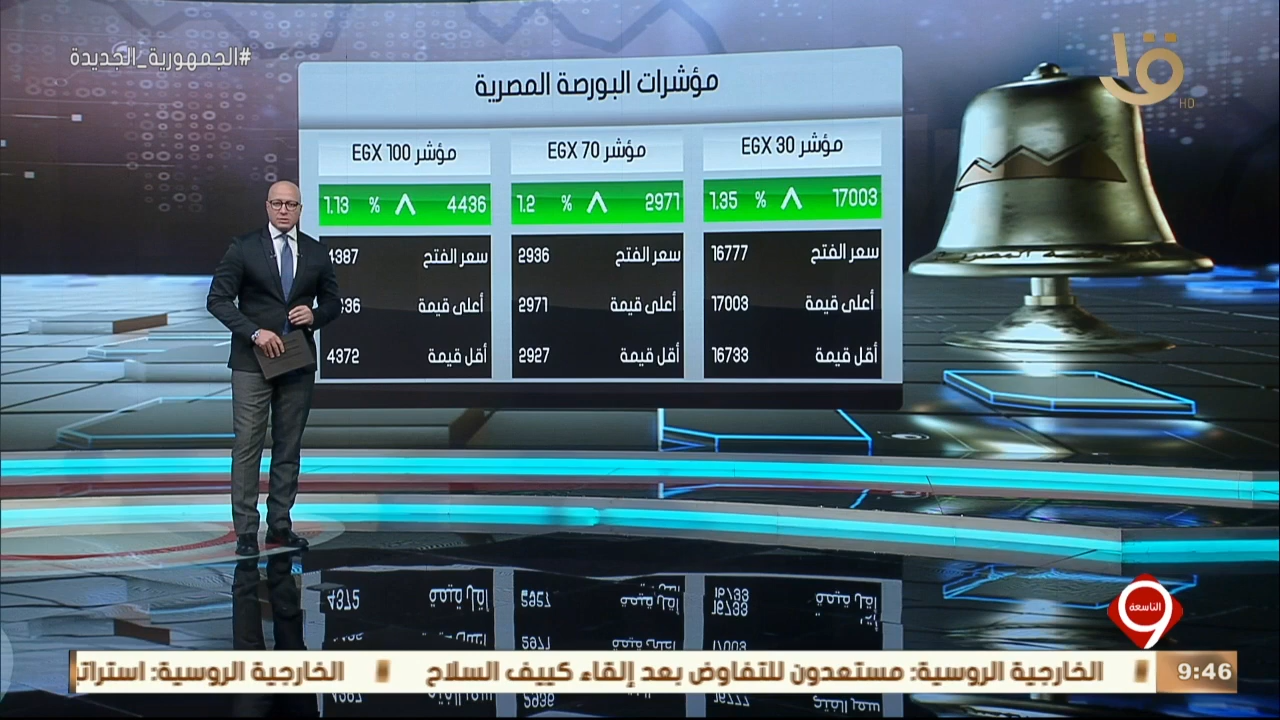 #الجمهورية_الجديدة
HD
مؤشرات البورصة المصرية
مؤشر EGX 30
17003 % 1.35
سعر الفتح 16777
أعلى قيمة 17003
أقل قيمة 16733
مؤشر EGX 70
2971 % 1.2
سعر الفتح 2936
أعلى قيمة 2971
أقل قيمة 2927
مؤشر EGX 100
4436 % 1.13
سعر الفتح 4387
أعلى قيمة
أقل قيمة 4372
التاسعة
9
9:46
الخارجية الروسية: مستعدون للتفاوض بعد إلقاء كييف السلاح
الخارجية الروسية: